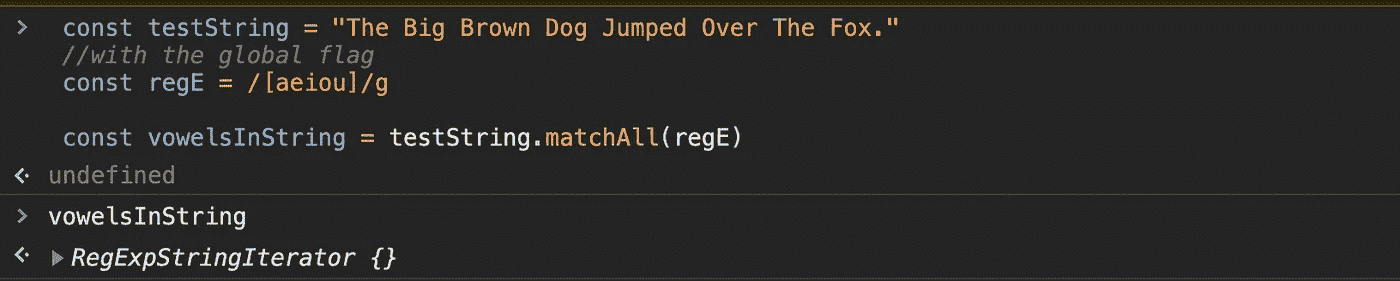 const testString = "The Big Brown Dog Jumped Over The Fox."
//with the global flag
const regE = /[aeiou]/g
const vowelsInString = testString.matchAll(regE)
undefined
vowelsInString
RegExpStringIterator {}